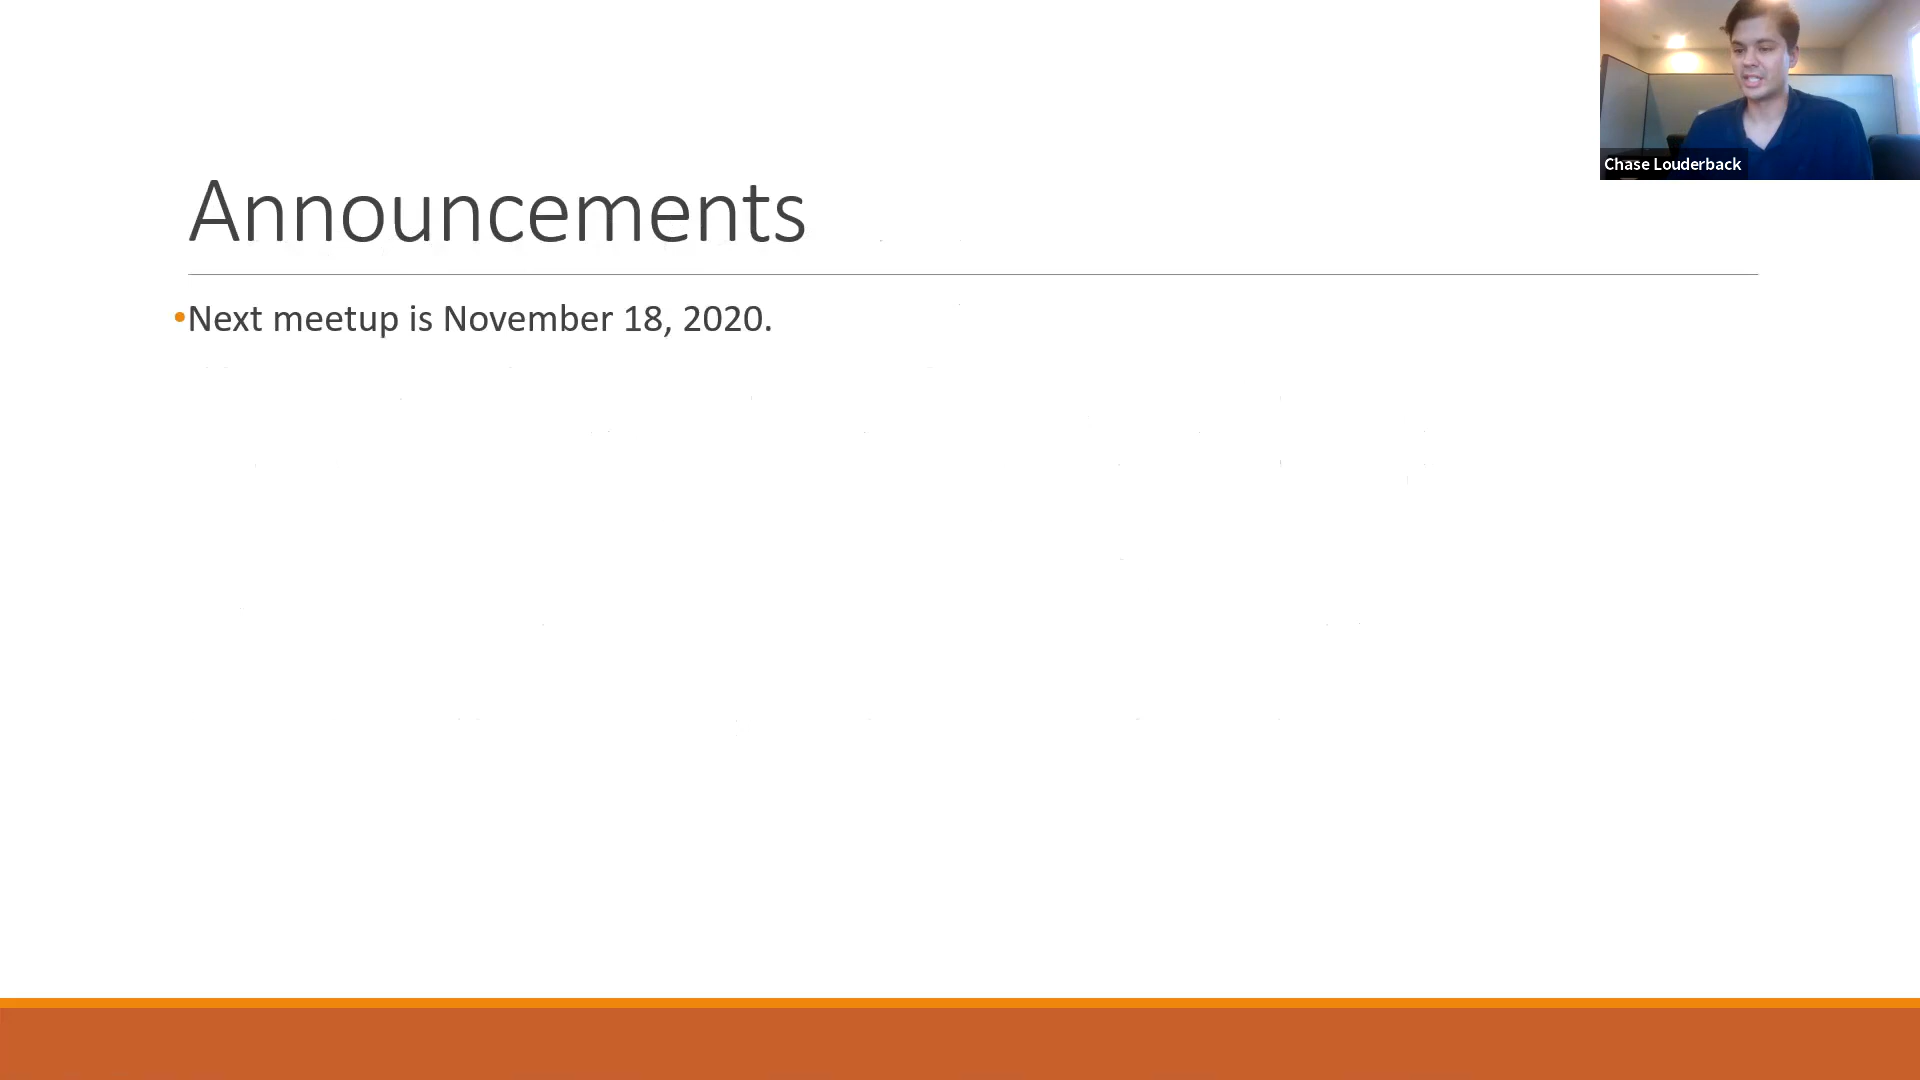 Chase Louderback
Announcements
•Next meetup is November 18, 2020.